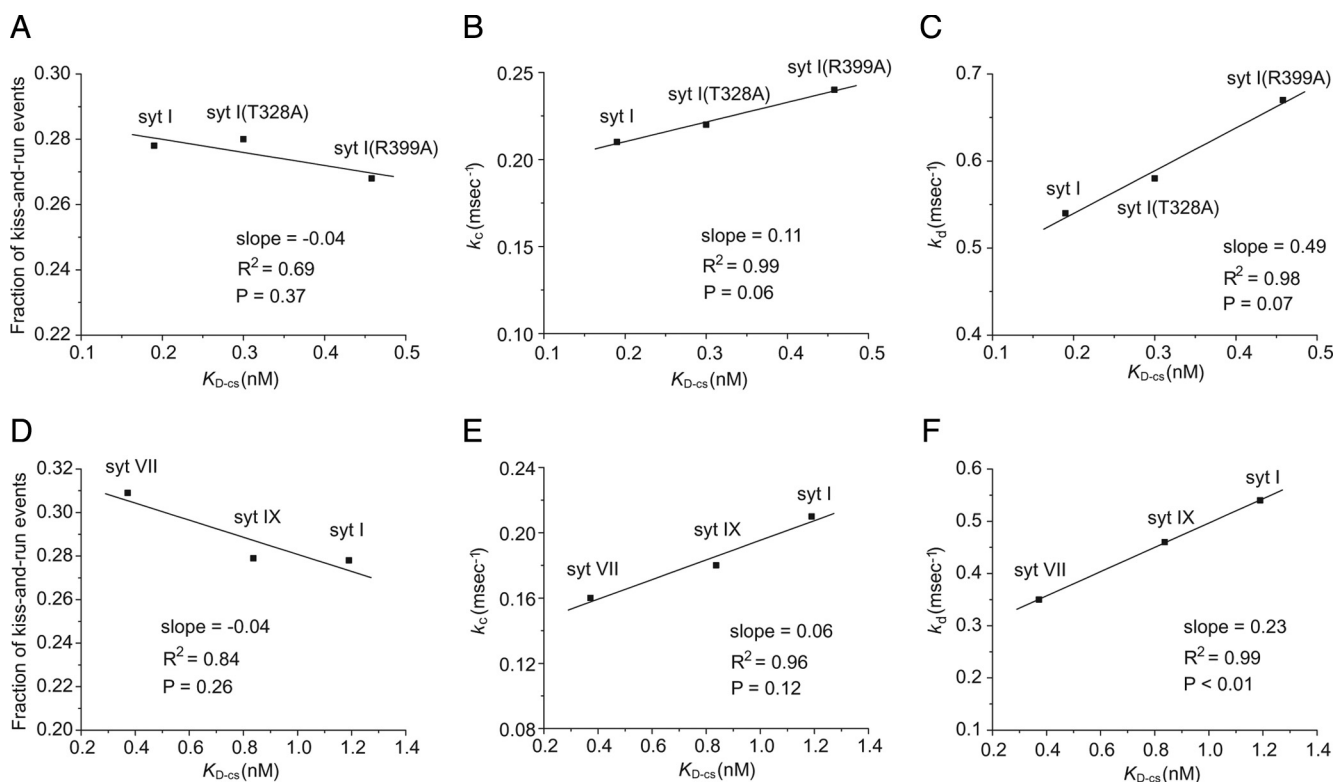 A
Fraction of kiss-and-run events
0.30
0.28
0.26
0.24
0.22
syt I
syt I(T328A)
syt I(R399A)
slope = -0.04
R² = 0.69
P = 0.37
0.1 0.2 0.3 0.4 0.5
K_D-cs (nM)
B
k_c (msec⁻¹)
0.25
0.20
0.15
0.10
syt I
syt I(T328A)
syt I(R399A)
slope = 0.11
R² = 0.99
P = 0.06
0.1 0.2 0.3 0.4 0.5
K_D-cs (nM)
C
k_d (msec⁻¹)
0.7
0.6
0.5
0.4
syt I
syt I(T328A)
syt I(R399A)
slope = 0.49
R² = 0.98
P = 0.07
0.1 0.2 0.3 0.4 0.5
K_D-cs (nM)
D
Fraction of kiss-and-run events
0.32
0.30
0.28
0.26
0.24
0.22
0.20
syt VII
syt IX
syt I
slope = -0.04
R² = 0.84
P = 0.26
0.2 0.4 0.6 0.8 1.0 1.2 1.4
K_D-cs (nM)
E
k_c (msec⁻¹)
0.24
0.20
0.16
0.12
0.08
syt VII
syt IX
syt I
slope = 0.06
R² = 0.96
P = 0.12
0.2 0.4 0.6 0.8 1.0 1.2 1.4
K_D-cs (nM)
F
k_d (msec⁻¹)
0.6
0.5
0.4
0.3
0.2
0.1
syt VII
syt IX
syt I
slope = 0.23
R² = 0.99
P < 0.01
0.2 0.4 0.6 0.8 1.0 1.2 1.4
K_D-cs (nM)